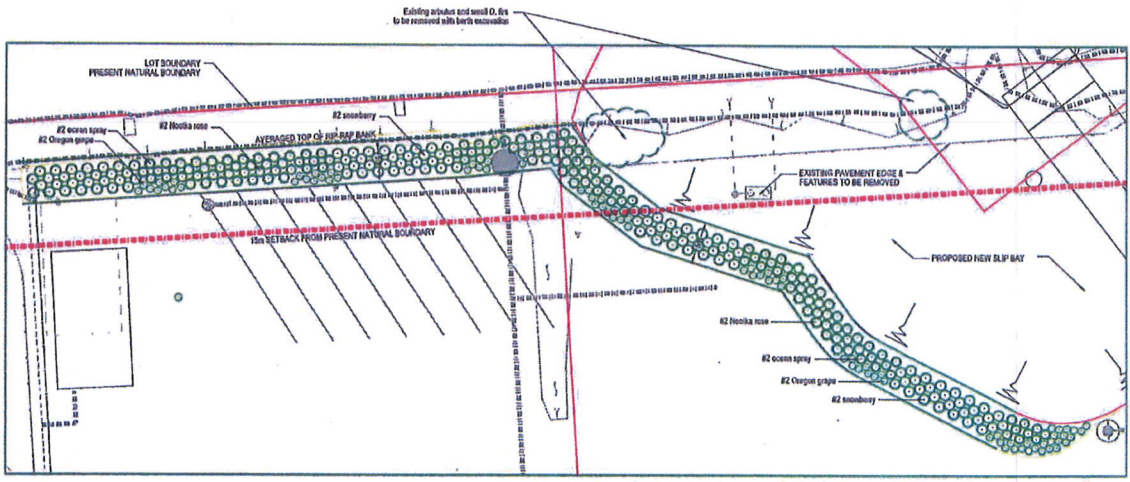 Existing arbutus and small D. firs
to be removed with berth excavation
LOT BOUNDARY
PRESENT NATURAL BOUNDARY
#2 ocean spray
#2 Oregon grape
#2 Nootka rose
AVERAGED TOP OF RIP-RAP BANK
#2 snowberry
EXISTING PAVEMENT EDGE &
FEATURES TO BE REMOVED
15m SETBACK FROM PRESENT NATURAL BOUNDARY
PROPOSED NEW SLIP BAY
#2 Nootka rose
#2 ocean spray
#2 Oregon grape
#2 snowberry